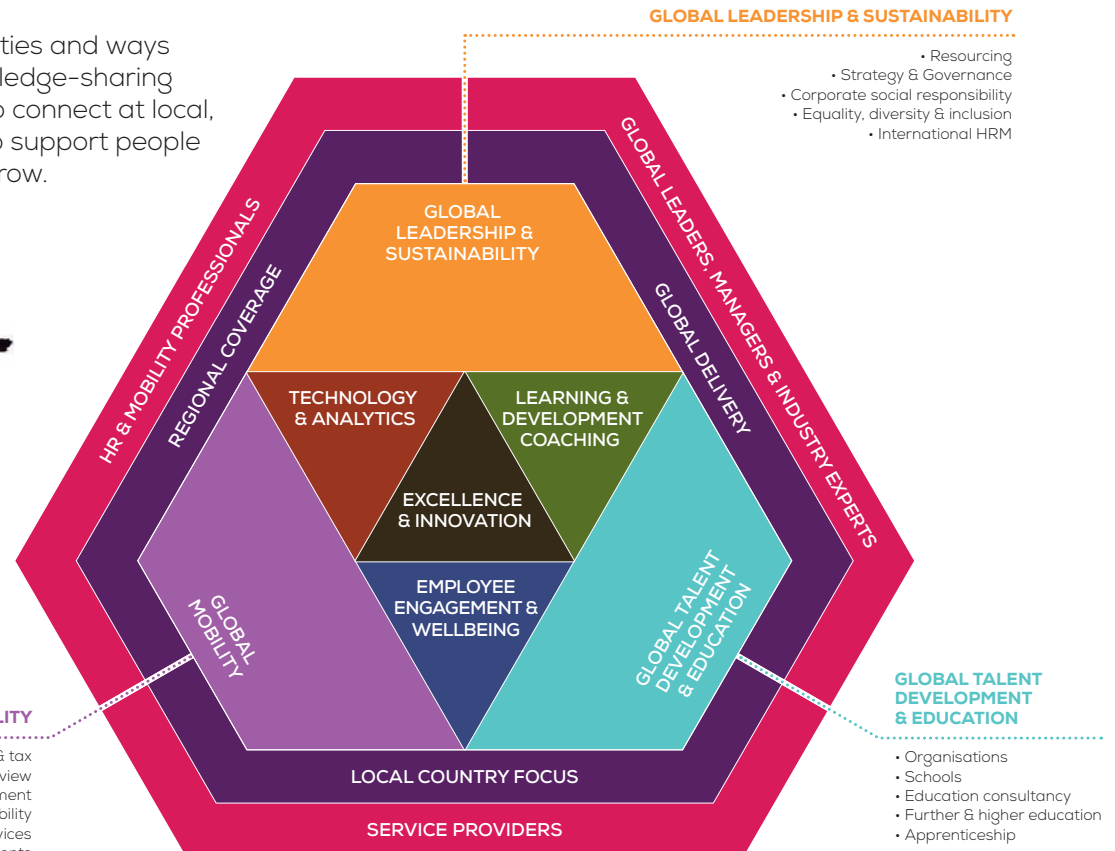 GLOBAL LEADERSHIP & SUSTAINABILITY
• Resourcing
• Strategy & Governance
• Corporate social responsibility
• Equality, diversity & inclusion
• International HRM
ties and ways
ledge-sharing
o connect at local,
o support people
row.
HR & MOBILITY PROFESSIONALS
GLOBAL LEADERS, MANAGERS & INDUSTRY EXPERTS
REGIONAL COVERAGE
GLOBAL DELIVERY
GLOBAL
LEADERSHIP &
SUSTAINABILITY
TECHNOLOGY
& ANALYTICS
LEARNING &
DEVELOPMENT
COACHING
EXCELLENCE
& INNOVATION
EMPLOYEE
ENGAGEMENT &
WELLBEING
GLOBAL
MOBILITY
GLOBAL TALENT
DEVELOPMENT
& EDUCATION
LOCAL COUNTRY FOCUS
SERVICE PROVIDERS
LITY
& tax
view
ment
bility
vices
GLOBAL TALENT
DEVELOPMENT
& EDUCATION
• Organisations
• Schools
• Education consultancy
• Further & higher education
• Apprenticeship